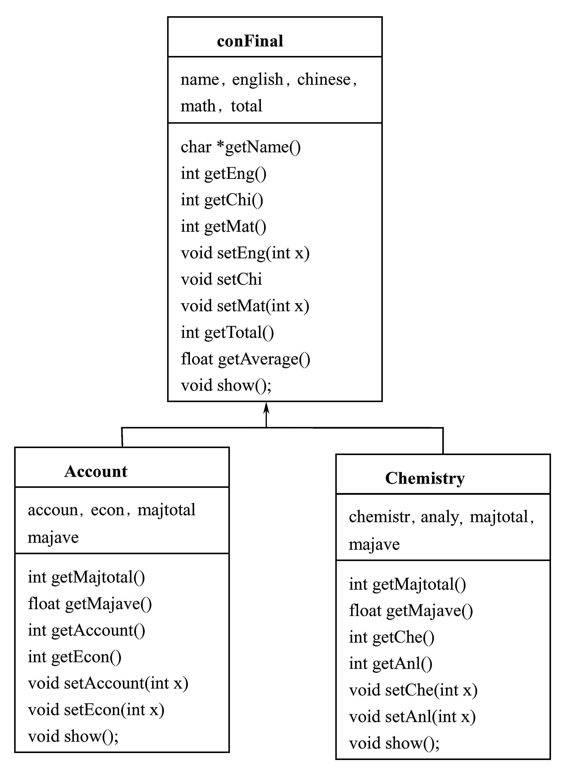 conFinal
name, english, chinese,
math, total
char *getName()
int getEng()
int getChi()
int getMat()
void setEng(int x)
void setChi
void setMat(int x)
int getTotal()
float getAverage()
void show();
Account
accoun, econ, majtotal
majave
int getMajtotal()
float getMajave()
int getAccount()
int getEcon()
void setAccount(int x)
void setEcon(int x)
void show();
Chemistry
chemistr, analy, majtotal,
majave
int getMajtotal()
float getMajave()
int getChe()
int getAnl()
void setChe(int x)
void setAnl(int x)
void show();